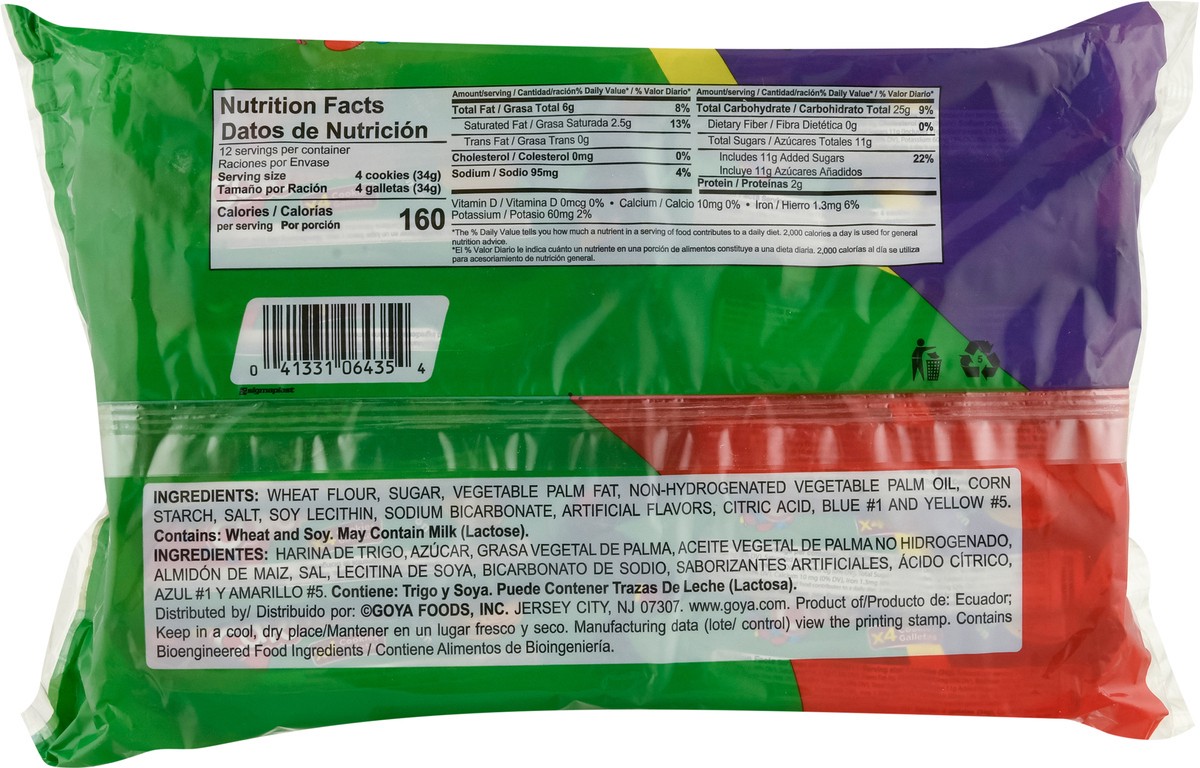 Nutrition Facts
Datos de Nutrición
12 servings per container
Raciones por Envase
Serving size 4 cookies (34g)
Tamaño por Ración 4 galletas (34g)
Calories / Calorías 160
per serving Por porción
Amount/serving / Cantidad/ración% Daily Value* / % Valor Diario*
Total Fat / Grasa Total 6g 8%
Saturated Fat / Grasa Saturada 2.5g 13%
Trans Fat / Grasa Trans 0g
Cholesterol / Colesterol 0mg 0%
Sodium / Sodio 95mg 4%
Amount/serving / Cantidad/ración% Daily Value* / % Valor Diario*
Total Carbohydrate / Carbohidrato Total 25g 9%
Dietary Fiber / Fibra Dietética 0g 0%
Total Sugars / Azúcares Totales 11g
Includes 11g Added Sugars 22%
Incluye 11g Azúcares Añadidos
Protein / Proteínas 2g
Vitamin D / Vitamina D 0mcg 0% • Calcium / Calcio 10mg 0% • Iron / Hierro 1.3mg 6%
Potassium / Potasio 60mg 2%
*The % Daily Value tells you how much a nutrient in a serving of food contributes to a daily diet. 2,000 calories a day is used for general
nutrition advice.
*El % Valor Diario le indica cuánto un nutriente en una porción de alimentos constituye a una dieta diaria. 2,000 calorías al día se utiliza
para acesoriamiento de nutrición general.
0 41331 06435 4
sigmaplast
5
INGREDIENTS: WHEAT FLOUR, SUGAR, VEGETABLE PALM FAT, NON-HYDROGENATED VEGETABLE PALM OIL, CORN
STARCH, SALT, SOY LECITHIN, SODIUM BICARBONATE, ARTIFICIAL FLAVORS, CITRIC ACID, BLUE #1 AND YELLOW #5.
Contains: Wheat and Soy. May Contain Milk (Lactose).
INGREDIENTES: HARINA DE TRIGO, AZÚCAR, GRASA VEGETAL DE PALMA, ACEITE VEGETAL DE PALMA NO HIDROGENADO,
ALMIDÓN DE MAIZ, SAL, LECITINA DE SOYA, BICARBONATO DE SODIO, SABORIZANTES ARTIFICIALES, ÁCIDO CÍTRICO,
AZUL #1 Y AMARILLO #5. Contiene: Trigo y Soya. Puede Contener Trazas De Leche (Lactosa).
Distributed by/ Distribuido por: ©GOYA FOODS, INC. JERSEY CITY, NJ 07307. www.goya.com. Product of/Producto de: Ecuador;
Keep in a cool, dry place/Mantener en un lugar fresco y seco. Manufacturing data (lote/ control) view the printing stamp. Contains
Bioengineered Food Ingredients / Contiene Alimentos de Bioingeniería.